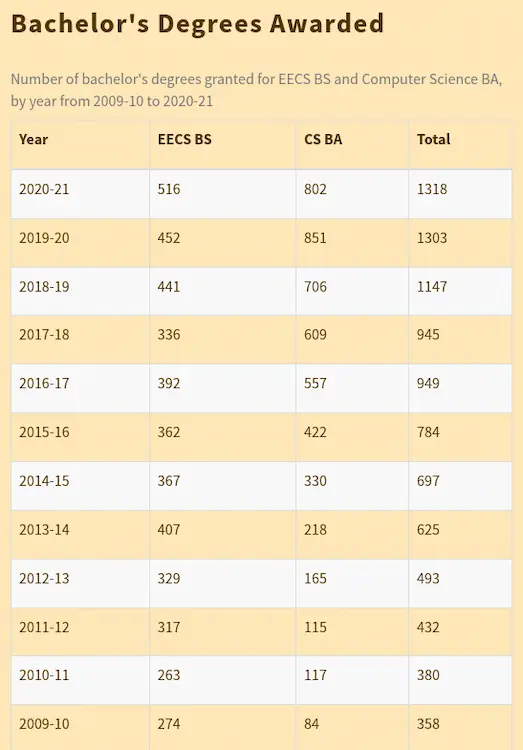 Bachelor's Degrees Awarded
Number of bachelor's degrees granted for EECS BS and Computer Science BA,
by year from 2009-10 to 2020-21
Year EECS BS CS BA Total
2020-21 516 802 1318
2019-20 452 851 1303
2018-19 441 706 1147
2017-18 336 609 945
2016-17 392 557 949
2015-16 362 422 784
2014-15 367 330 697
2013-14 407 218 625
2012-13 329 165 493
2011-12 317 115 432
2010-11 263 117 380
2009-10 274 84 358